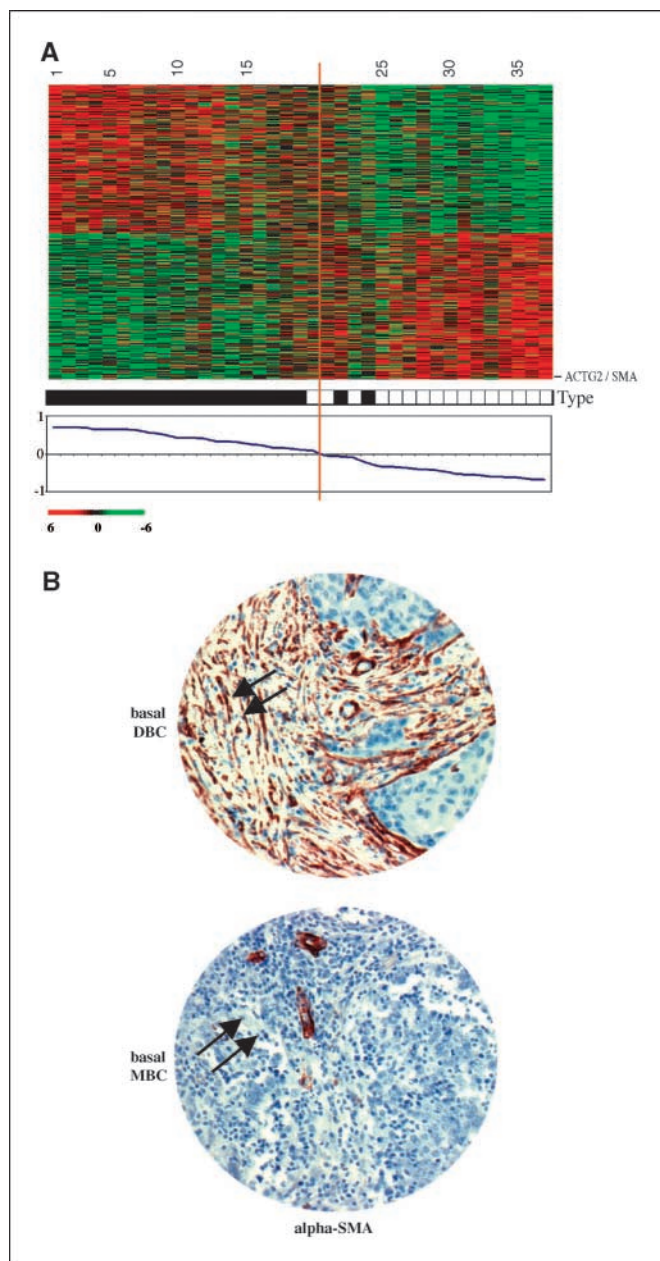 A
1 5 10 15 25 30 35
ACTG2 / SMA
Type
1
0
-1
6 0 -6
B
basal
DBC
basal
MBC
alpha-SMA